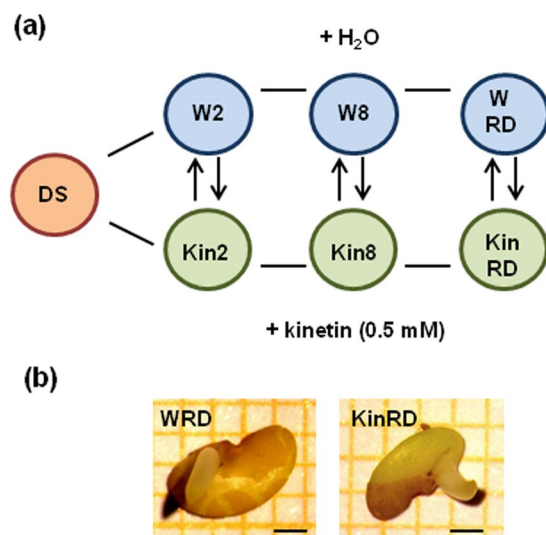 (a)
+ H₂O
W2
W8
W
RD
DS
Kin2
Kin8
Kin
RD
+ kinetin (0.5 mM)
(b)
WRD
KinRD